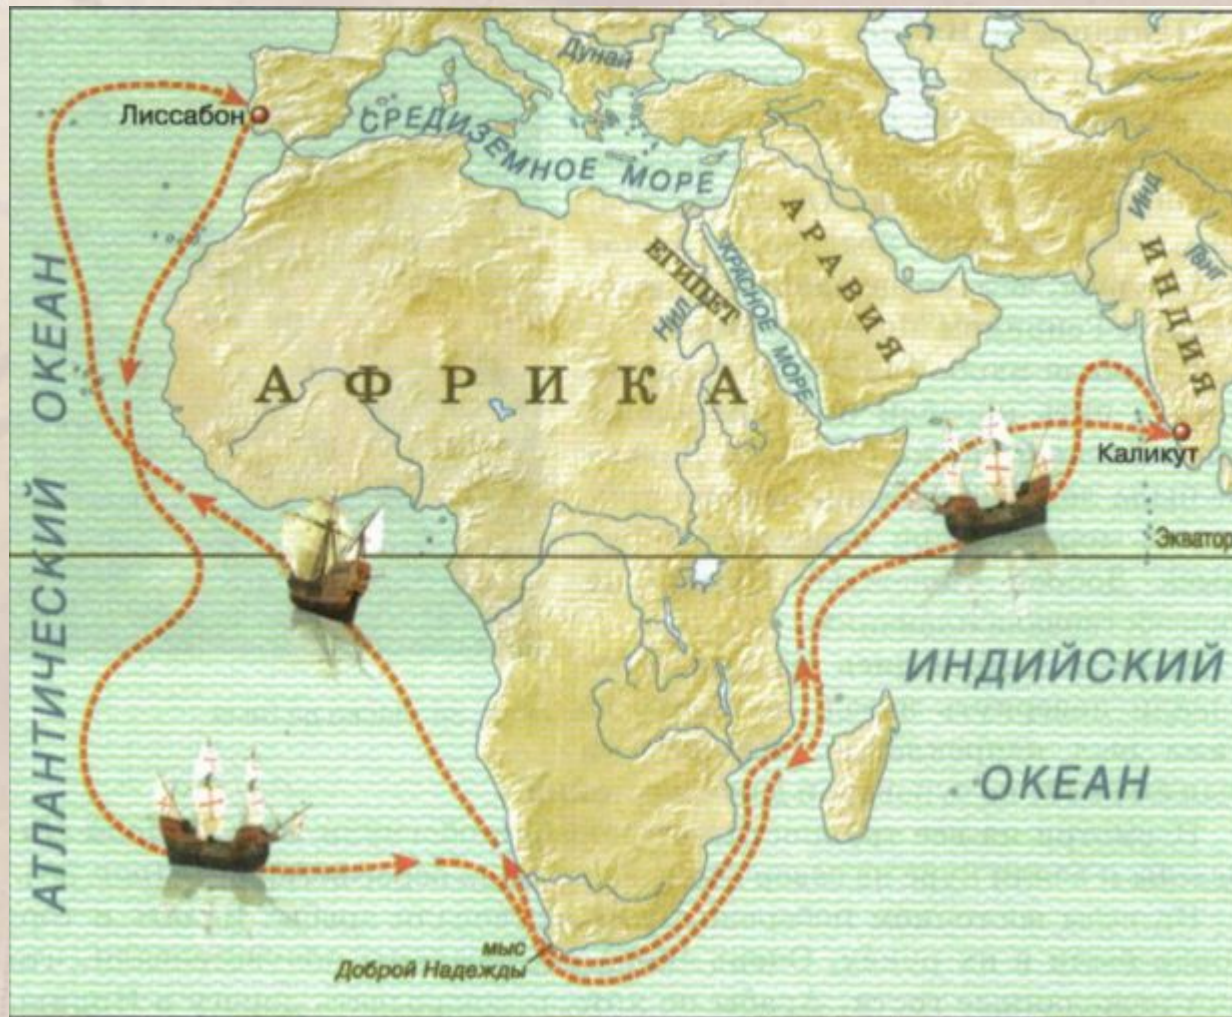 Дунай
Лиссабон
СРЕДИЗЕМНОЕ МОРЕ
Инд
АРАВИЯ
ИНДИЯ
Ганг
ЕГИПЕТ
КРАСНОЕ МОРЕ
Нил
АФРИКА
Каликут
Экватор
АТЛАНТИЧЕСКИЙ ОКЕАН
ИНДИЙСКИЙ
ОКЕАН
мыс
Доброй Надежды